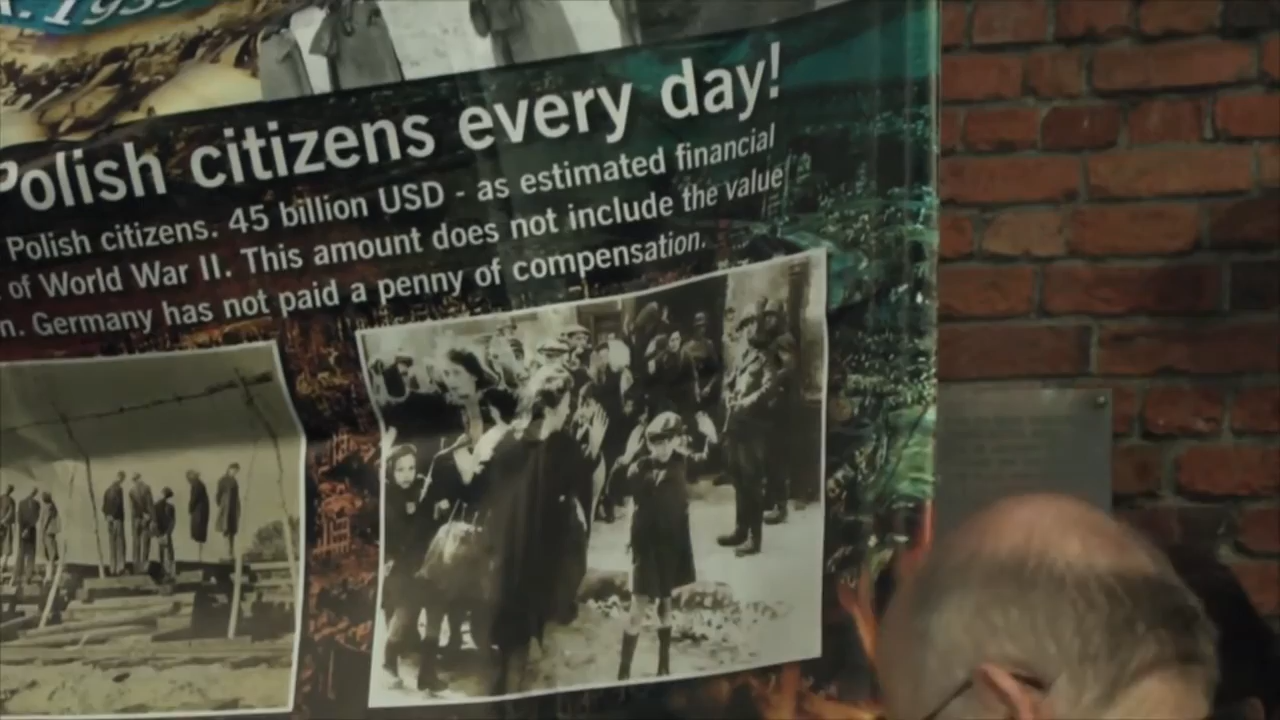 . 1939
Polish citizens every day!
Polish citizens. 45 billion USD - as estimated financial
of World War II. This amount does not include the value
n. Germany has not paid a penny of compensation.